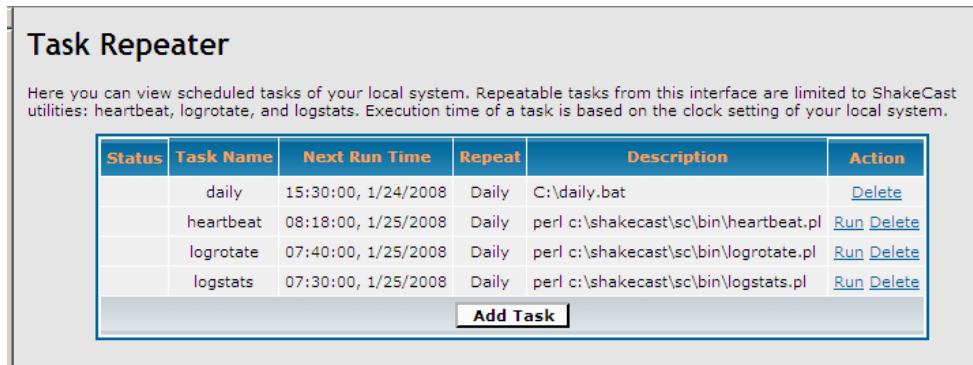 Task Repeater
Here you can view scheduled tasks of your local system. Repeatable tasks from this interface are limited to ShakeCast
utilities: heartbeat, logrotate, and logstats. Execution time of a task is based on the clock setting of your local system.
Status Task Name Next Run Time Repeat Description Action
daily 15:30:00, 1/24/2008 Daily C:\daily.bat Delete
heartbeat 08:18:00, 1/25/2008 Daily perl c:\shakecast\sc\bin\heartbeat.pl Run Delete
logrotate 07:40:00, 1/25/2008 Daily perl c:\shakecast\sc\bin\logrotate.pl Run Delete
logstats 07:30:00, 1/25/2008 Daily perl c:\shakecast\sc\bin\logstats.pl Run Delete
Add Task